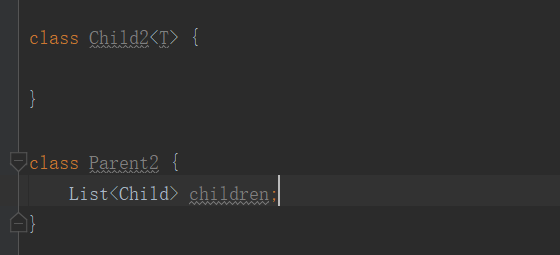 class Child2<T> {
}
class Parent2 {
List<Child> children;
}